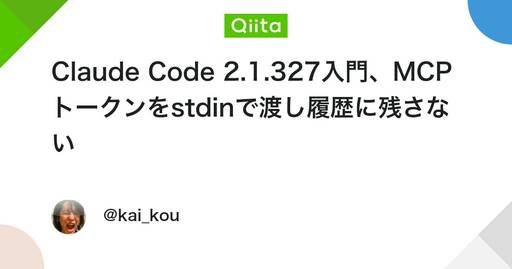 Qiita
Claude Code 2.1.327入門、MCP
トークンをstdinで渡し履歴に残さな
い
@kai_kou